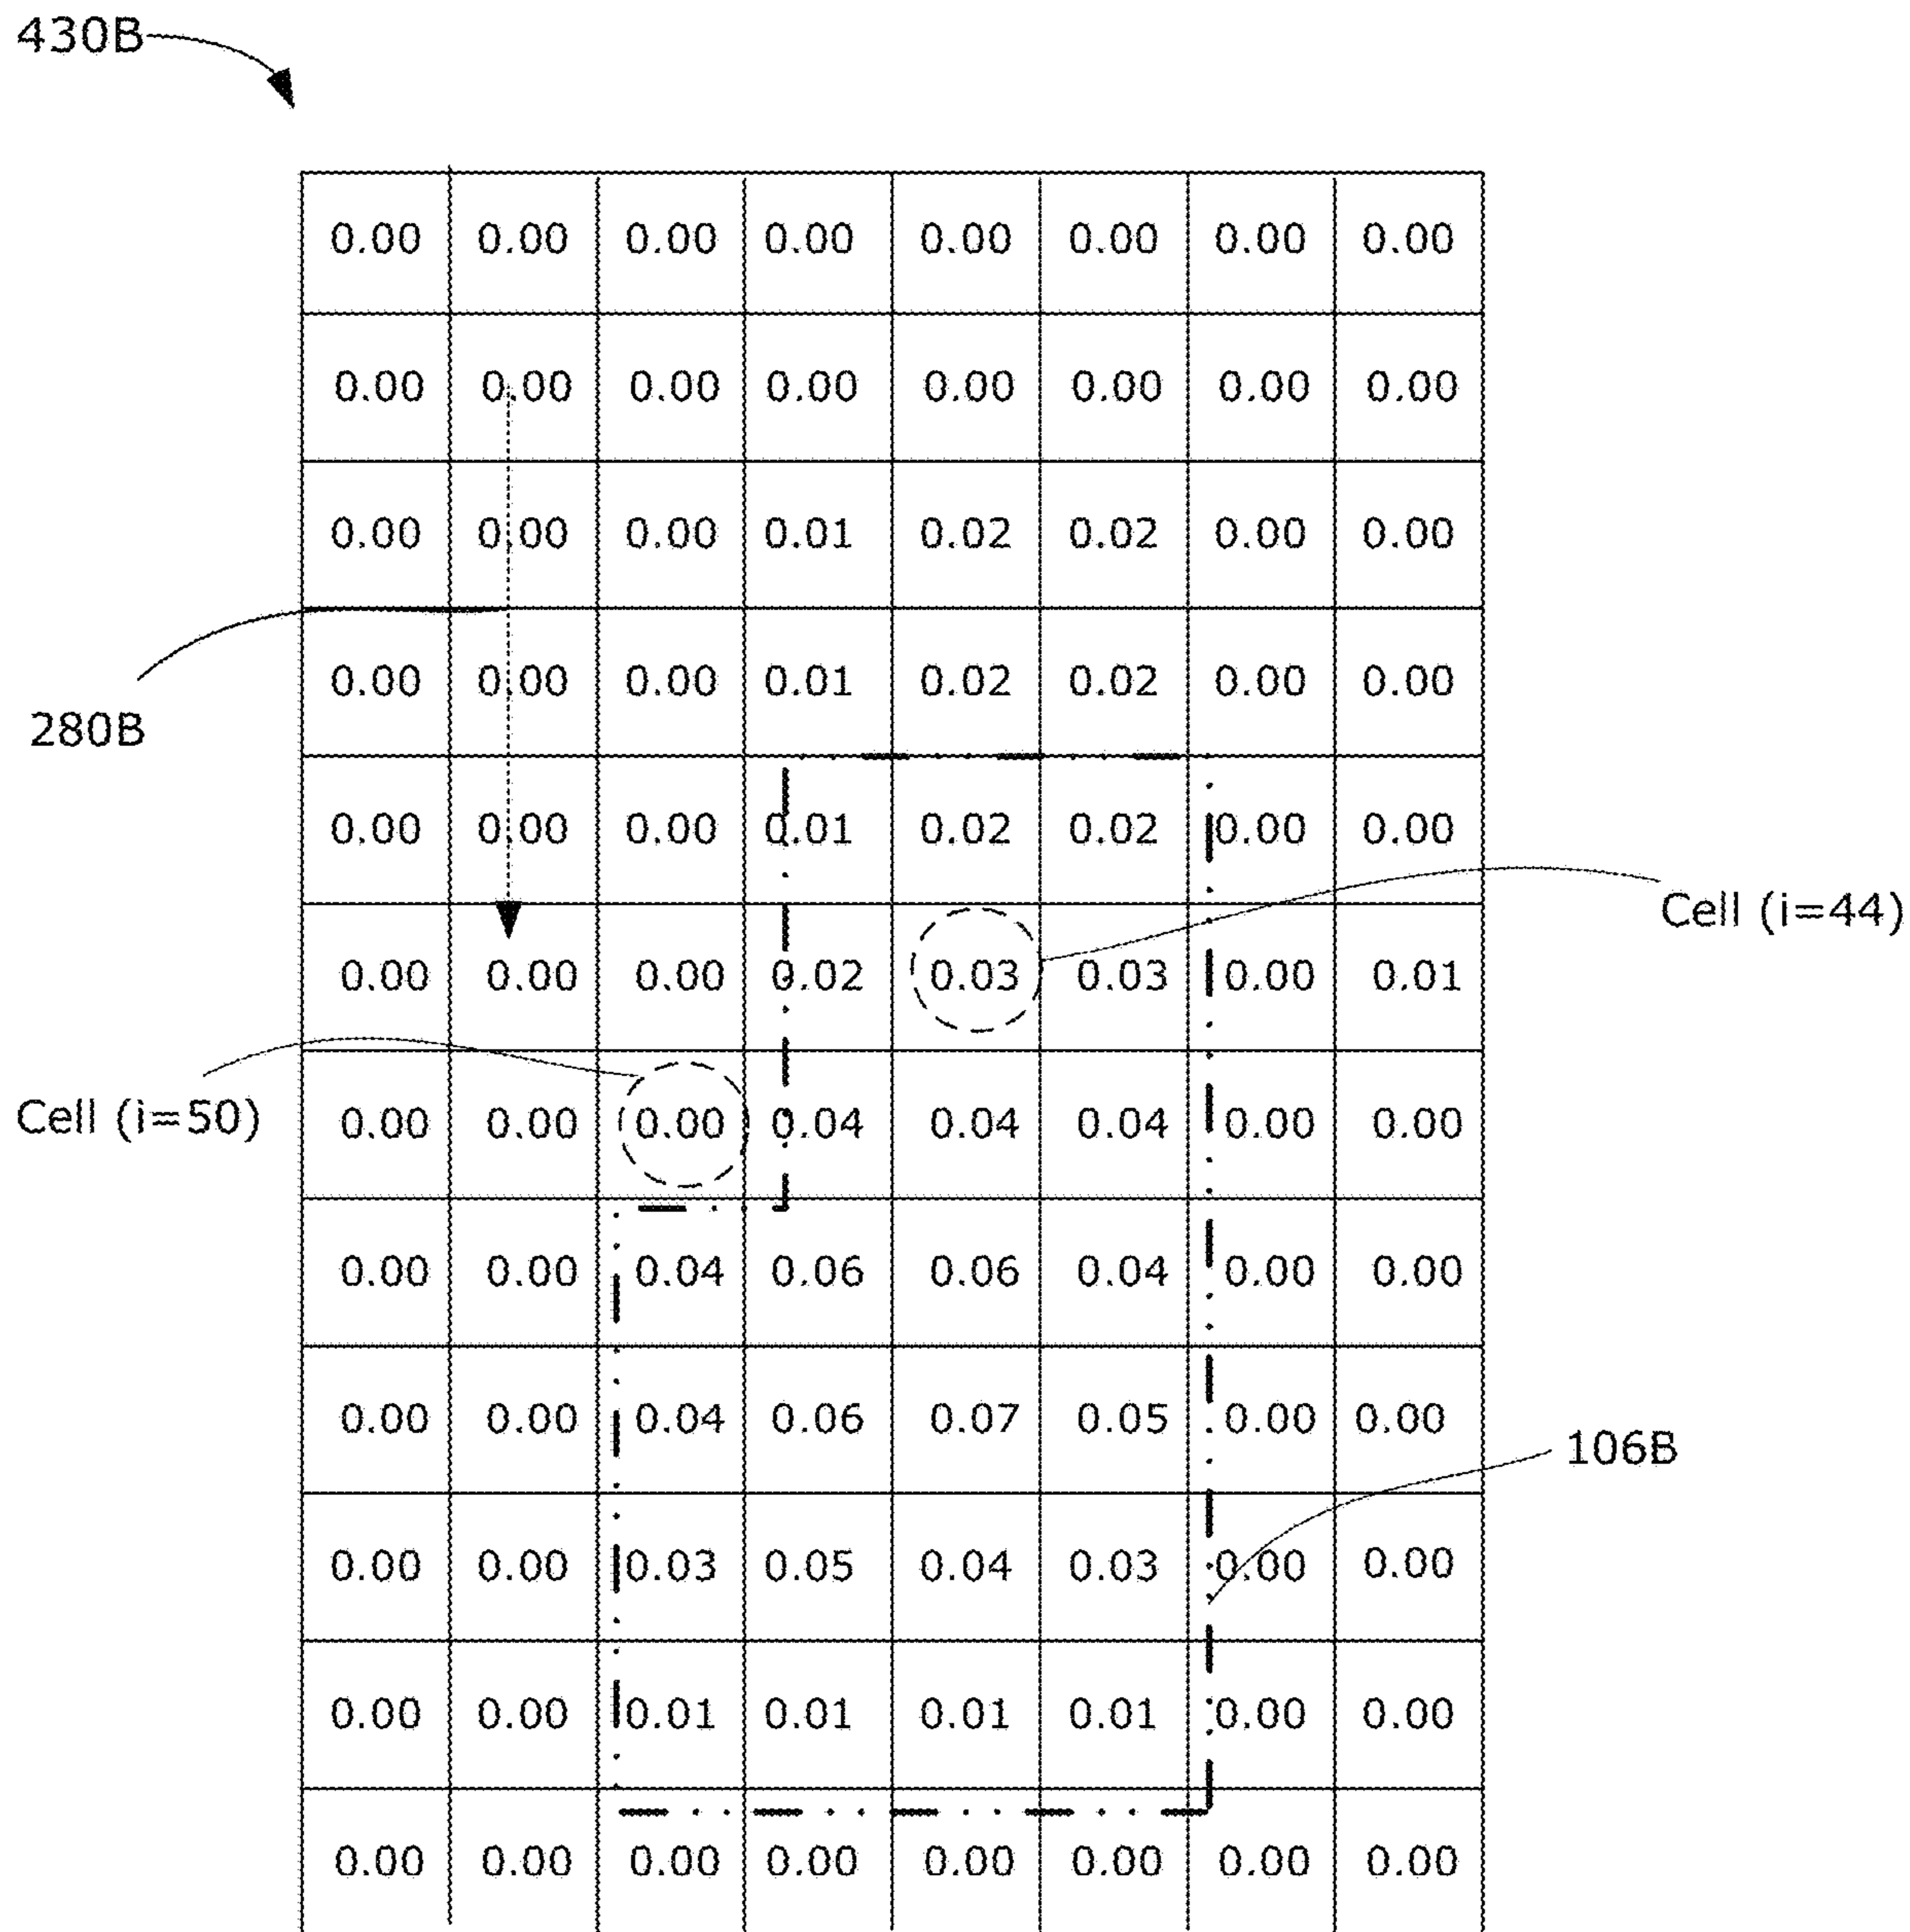 430B
0.00 0.00 0.00 0.00 0.00 0.00 0.00 0.00
0.00 0.00 0.00 0.00 0.00 0.00 0.00 0.00
0.00 0.00 0.00 0.01 0.02 0.02 0.00 0.00
0.00 0.00 0.00 0.01 0.02 0.02 0.00 0.00
280B
0.00 0.00 0.00 0.01 0.02 0.02 0.00 0.00
Cell (i=44)
0.00 0.00 0.00 0.02 0.03 0.03 0.00 0.01
Cell (i=50)
0.00 0.00 0.00 0.04 0.04 0.04 0.00 0.00
0.00 0.00 0.04 0.06 0.06 0.04 0.00 0.00
0.00 0.00 0.04 0.06 0.07 0.05 0.00 0.00
106B
0.00 0.00 0.03 0.05 0.04 0.03 0.00 0.00
0.00 0.00 0.01 0.01 0.01 0.01 0.00 0.00
0.00 0.00 0.00 0.00 0.00 0.00 0.00 0.00